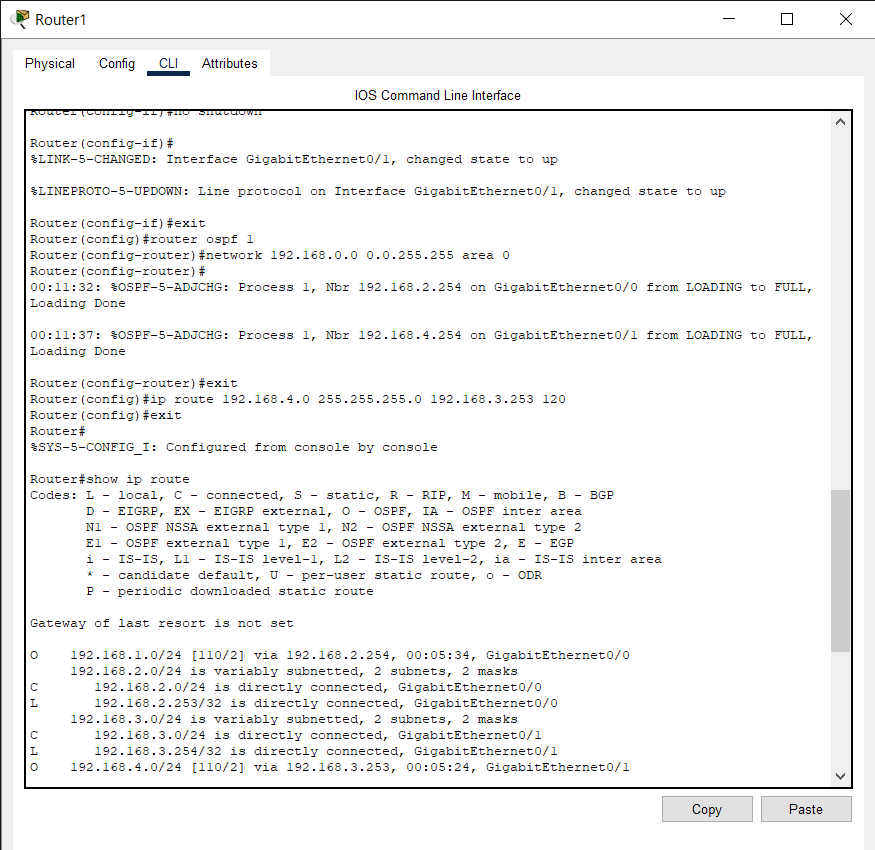 Router1
Physical Config CLI Attributes
IOS Command Line Interface
Router(config-if)#no shutdown
Router(config-if)#
%LINK-5-CHANGED: Interface GigabitEthernet0/1, changed state to up
%LINEPROTO-5-UPDOWN: Line protocol on Interface GigabitEthernet0/1, changed state to up
Router(config-if)#exit
Router(config)#router ospf 1
Router(config-router)#network 192.168.0.0 0.0.255.255 area 0
Router(config-router)#
00:11:32: %OSPF-5-ADJCHG: Process 1, Nbr 192.168.2.254 on GigabitEthernet0/0 from LOADING to FULL,
Loading Done
00:11:37: %OSPF-5-ADJCHG: Process 1, Nbr 192.168.4.254 on GigabitEthernet0/1 from LOADING to FULL,
Loading Done
Router(config-router)#exit
Router(config)#ip route 192.168.4.0 255.255.255.0 192.168.3.253 120
Router(config)#exit
Router#
%SYS-5-CONFIG_I: Configured from console by console
Router#show ip route
Codes: L - local, C - connected, S - static, R - RIP, M - mobile, B - BGP
D - EIGRP, EX - EIGRP external, O - OSPF, IA - OSPF inter area
N1 - OSPF NSSA external type 1, N2 - OSPF NSSA external type 2
E1 - OSPF external type 1, E2 - OSPF external type 2, E - EGP
i - IS-IS, L1 - IS-IS level-1, L2 - IS-IS level-2, ia - IS-IS inter area
* - candidate default, U - per-user static route, o - ODR
P - periodic downloaded static route
Gateway of last resort is not set
O 192.168.1.0/24 [110/2] via 192.168.2.254, 00:05:34, GigabitEthernet0/0
192.168.2.0/24 is variably subnetted, 2 subnets, 2 masks
C 192.168.2.0/24 is directly connected, GigabitEthernet0/0
L 192.168.2.253/32 is directly connected, GigabitEthernet0/0
192.168.3.0/24 is variably subnetted, 2 subnets, 2 masks
C 192.168.3.0/24 is directly connected, GigabitEthernet0/1
L 192.168.3.254/32 is directly connected, GigabitEthernet0/1
O 192.168.4.0/24 [110/2] via 192.168.3.253, 00:05:24, GigabitEthernet0/1
Copy Paste